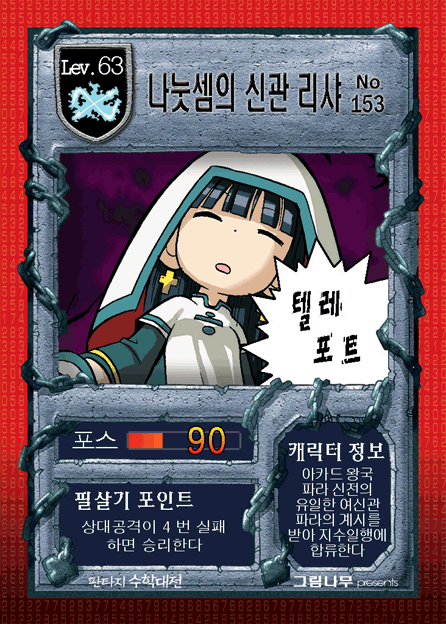 Lev. 63
나눗셈의 신관 리샤
No
153
텔레
포트
포스 90
필살기 포인트
상대공격이 4 번 실패
하면 승리한다
캐릭터 정보
아카드 왕국
파라 신전의
유일한 여신관
파라의 계시를
받아 지수일행에
합류한다
판타지 수학대전
그림나무 presents